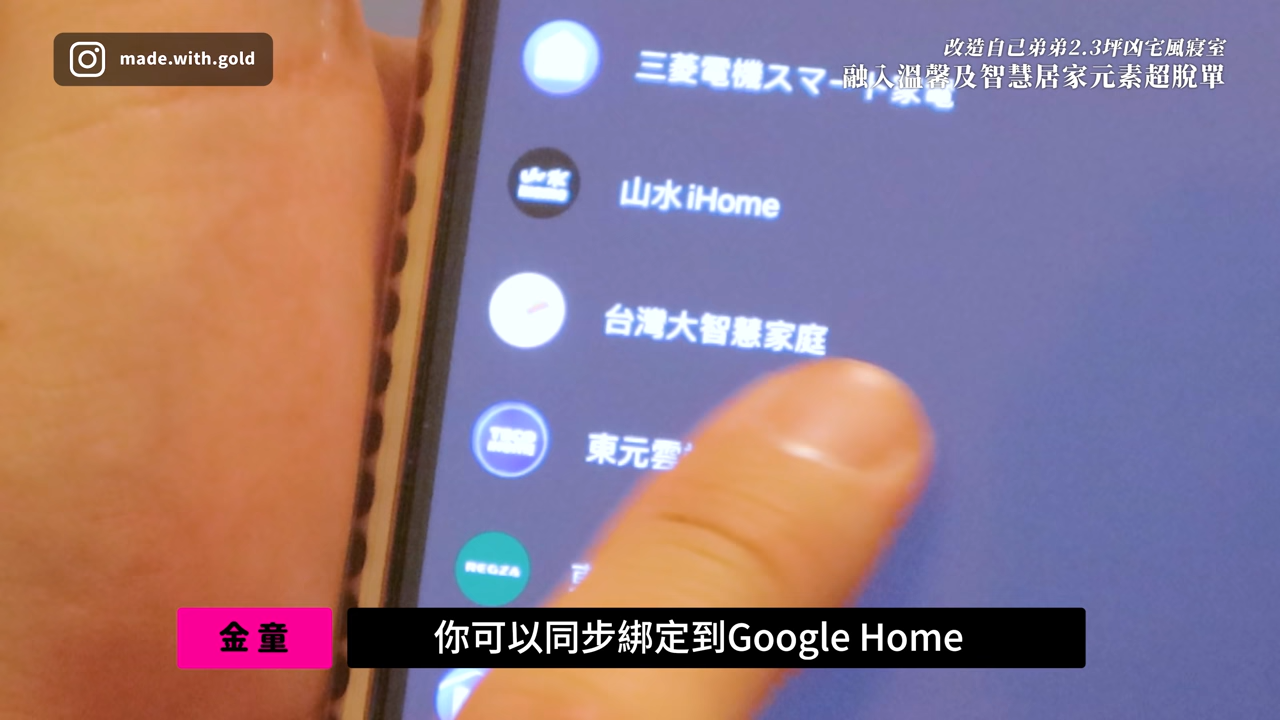 made.with.gold
改造自己弟弟2.3坪凶宅風寢室
融入溫馨及智慧居家元素超脫單
三菱電機スマート家電
山水 iHome
台灣大智慧家庭
東元雲
REGZA
金童
你可以同步綁定到Google Home